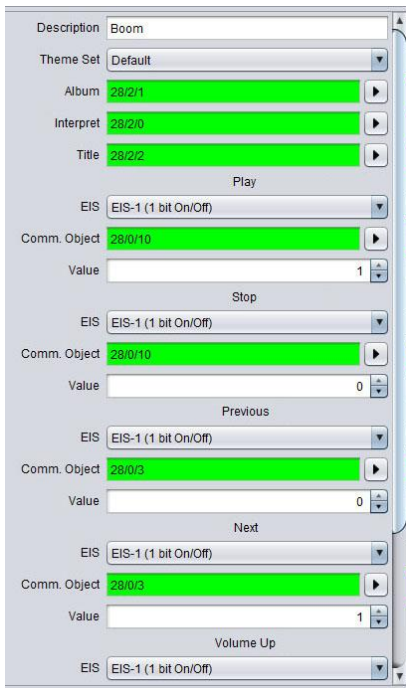 Description Boom
Theme Set Default
Album 28/2/1
Interpret 28/2/0
Title 28/2/2
Play
EIS EIS-1 (1 bit On/Off)
Comm. Object 28/0/10
Value 1
Stop
EIS EIS-1 (1 bit On/Off)
Comm. Object 28/0/10
Value 0
Previous
EIS EIS-1 (1 bit On/Off)
Comm. Object 28/0/3
Value 0
Next
EIS EIS-1 (1 bit On/Off)
Comm. Object 28/0/3
Value 1
Volume Up
EIS EIS-1 (1 bit On/Off)